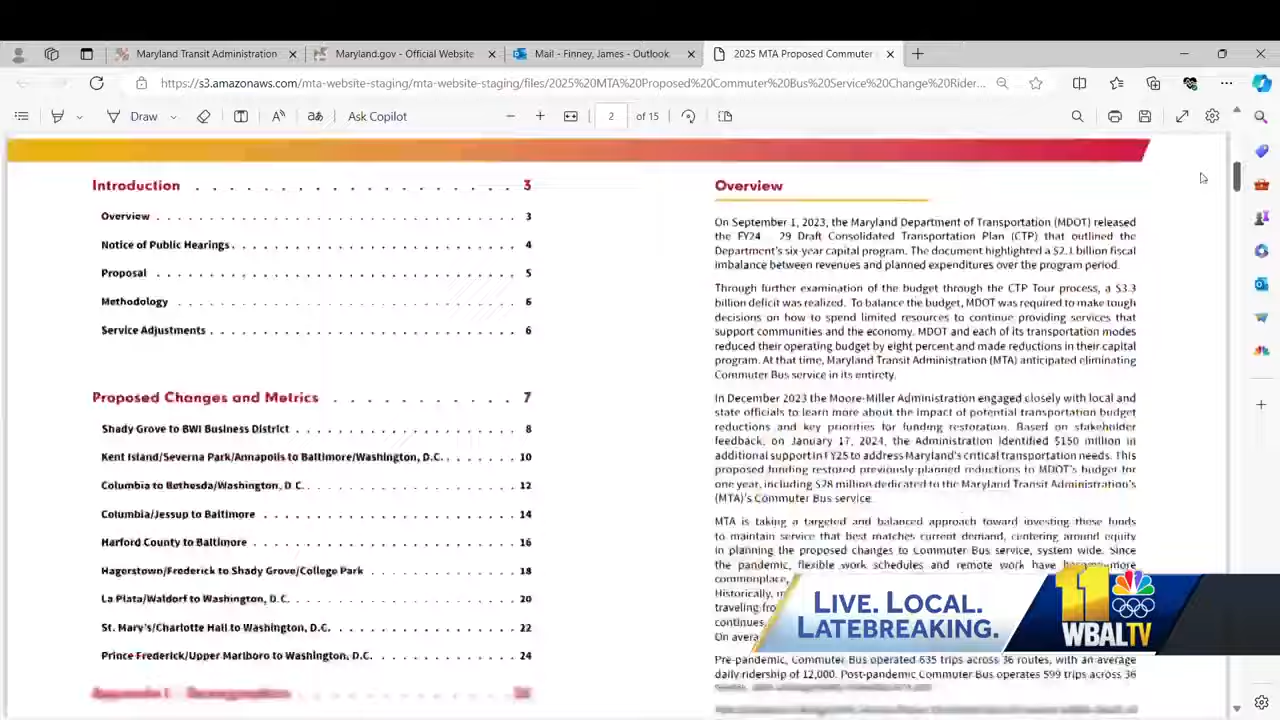 Maryland Transit Administration
Maryland.gov - Official Website
Mail - Finney, James - Outlook
2025 MTA Proposed Commuter
https://s3.amazonaws.com/mta-website-staging/mta-website-staging/files/2025%20MTA%20Proposed%20Commuter%20Bus%20Service%20Change%20Rider...
Draw
aあ
Ask Copilot
2
of 15
Introduction . . . . . . . . . . . . . . . . . . . . 3
Overview . . . . . . . . . . . . . . . . . . . . 3
Notice of Public Hearings . . . . . . . . . . . . . . . . . . . . 4
Proposal . . . . . . . . . . . . . . . . . . . . 5
Methodology . . . . . . . . . . . . . . . . . . . . 6
Service Adjustments . . . . . . . . . . . . . . . . . . . . 6
Proposed Changes and Metrics . . . . . . . . . . 7
Shady Grove to BWI Business District . . . . . . . . . . 8
Kent Island/Severna Park/Annapolis to Baltimore/Washington, D.C. . . . . . . 10
Columbia to Bethesda/Washington, D.C. . . . . . . . . . . 12
Columbia/Jessup to Baltimore . . . . . . . . . . 14
Harford County to Baltimore . . . . . . . . . . 16
Hagerstown/Frederick to Shady Grove/College Park . . . . . . . . . . 18
La Plata/Waldorf to Washington, D.C. . . . . . . . . . . 20
St. Mary's/Charlotte Hall to Washington, D.C. . . . . . . . . . . 22
Prince Frederick/Upper Marlboro to Washington, D.C. . . . . . . . . . . 24
Overview
On September 1, 2023, the Maryland Department of Transportation (MDOT) released
the FY24 29 Draft Consolidated Transportation Plan (CTP) that outlined the
Department's six-year capital program. The document highlighted a $2.1 billion fiscal
imbalance between revenues and planned expenditures over the program period.
Through further examination of the budget through the CTP Tour process, a $3.3
billion deficit was realized. To balance the budget, MDOT was required to make tough
decisions on how to spend limited resources to continue providing services that
support communities and the economy. MDOT and each of its transportation modes
reduced their operating budget by eight percent and made reductions in their capital
program. At that time, Maryland Transit Administration (MTA) anticipated eliminating
Commuter Bus service in its entirety.
In December 2023 the Moore-Miller Administration engaged closely with local and
state officials to learn more about the impact of potential transportation budget
reductions and key priorities for funding restoration. Based on stakeholder
feedback, on January 17, 2024, the Administration identified $150 million in
additional support in FY25 to address Maryland's critical transportation needs. This
proposed funding restored previously planned reductions to MDOT's budget for
one year, including $28 million dedicated to the Maryland Transit Administration's
(MTA)'s Commuter Bus service.
MTA is taking a targeted and balanced approach toward investing these funds
to maintain service that best matches current demand, centering around equity
in planning the proposed changes to Commuter Bus service, system wide. Since
the pandemic, flexible work schedules and remote work have become more
commonplace,
Historically,
traveling
continues,
On
Pre-pandemic, Commuter Bus operated 635 trips across 36 routes, with an average
daily ridership of 12,000. Post-pandemic Commuter Bus operates 599 trips across 36
LIVE. LOCAL.
LATEBREAKING.
11
WBALTV